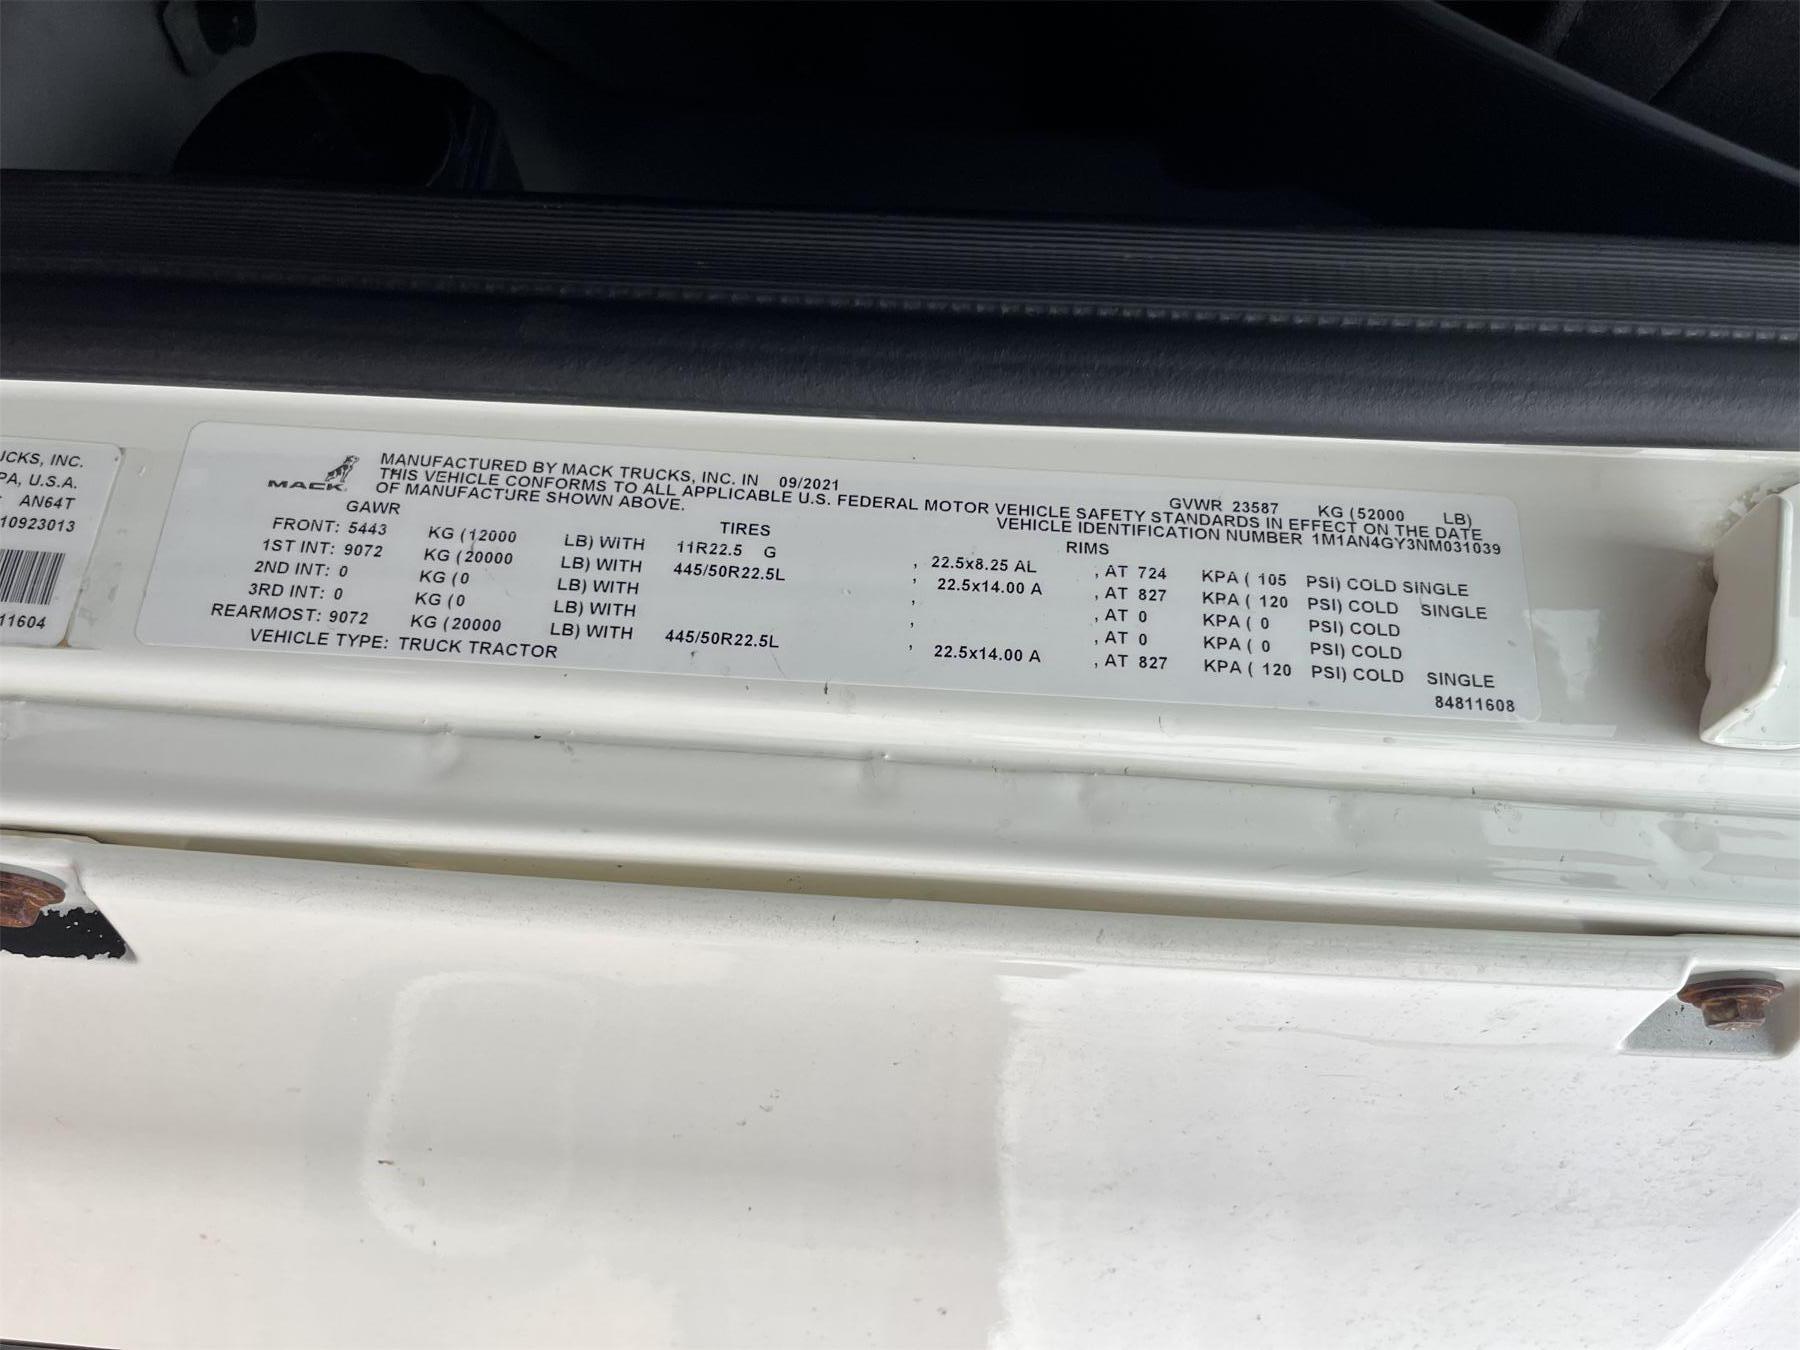 UCKS, INC.
PA, U.S.A.
AN64T
10923013
11604
MACK
MANUFACTURED BY MACK TRUCKS, INC. IN 09/2021 GVWR 23587 KG (52000 LB)
THIS VEHICLE CONFORMS TO ALL APPLICABLE U.S. FEDERAL MOTOR VEHICLE SAFETY STANDARDS IN EFFECT ON THE DATE
OF MANUFACTURE SHOWN ABOVE. VEHICLE IDENTIFICATION NUMBER 1M1AN4GY3NM031039
GAWR TIRES RIMS
FRONT: 5443 KG (12000 LB) WITH 11R22.5 G , 22.5x8.25 AL , AT 724 KPA ( 105 PSI) COLD SINGLE
1ST INT: 9072 KG (20000 LB) WITH 445/50R22.5L , 22.5x14.00 A , AT 827 KPA ( 120 PSI) COLD SINGLE
2ND INT: 0 KG (0 LB) WITH , , AT 0 KPA ( 0 PSI) COLD
3RD INT: 0 KG (0 LB) WITH , , AT 0 KPA ( 0 PSI) COLD
REARMOST: 9072 KG (20000 LB) WITH 445/50R22.5L , 22.5x14.00 A , AT 827 KPA ( 120 PSI) COLD SINGLE
VEHICLE TYPE: TRUCK TRACTOR
84811608